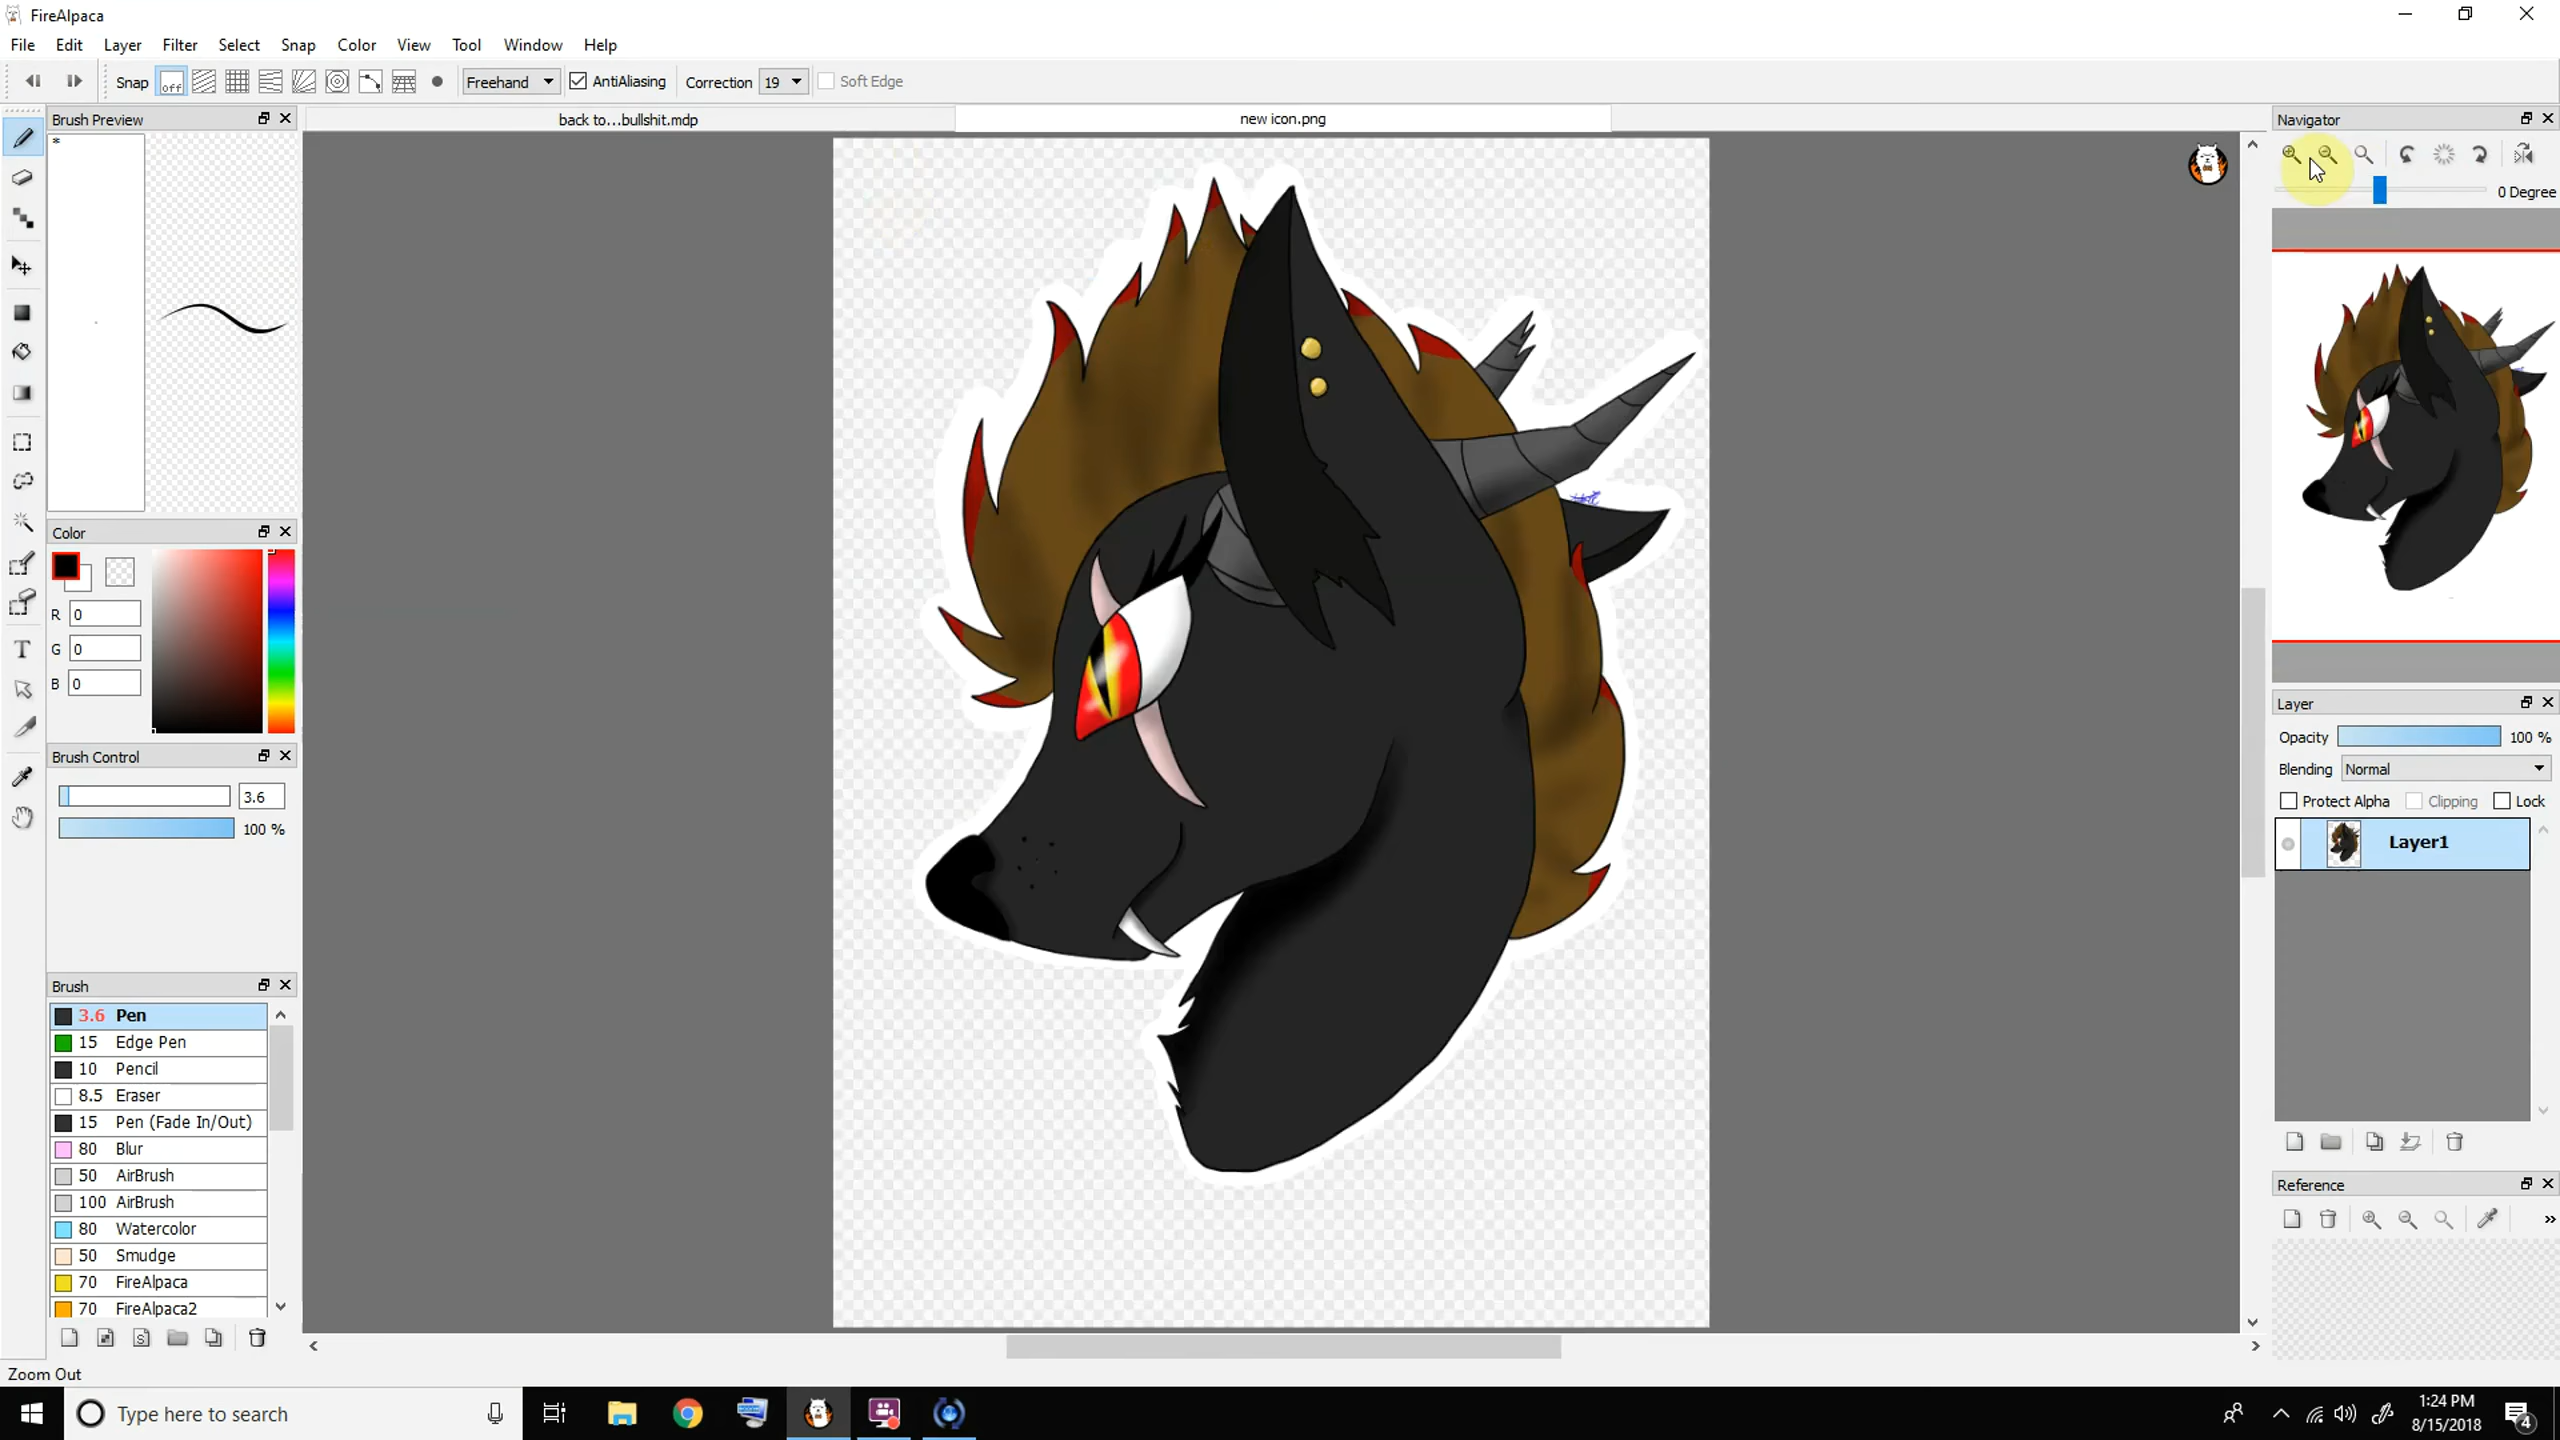 FireAlpaca
File Edit Layer Filter Select Snap Color View Tool Window Help
Snap off Freehand AntiAliasing Correction 19 Soft Edge
Brush Preview
*
back to...bullshit.mdp
new icon.png
Navigator
0 Degree
Color
R 0
G 0
B 0
Brush Control
3.6
100 %
Brush
3.6 Pen
15 Edge Pen
10 Pencil
8.5 Eraser
15 Pen (Fade In/Out)
80 Blur
50 AirBrush
100 AirBrush
80 Watercolor
50 Smudge
70 FireAlpaca
70 FireAlpaca2
Layer
Opacity 100 %
Blending Normal
Protect Alpha Clipping Lock
Layer1
Reference
»
Zoom Out
Type here to search
1:24 PM
8/15/2018
4